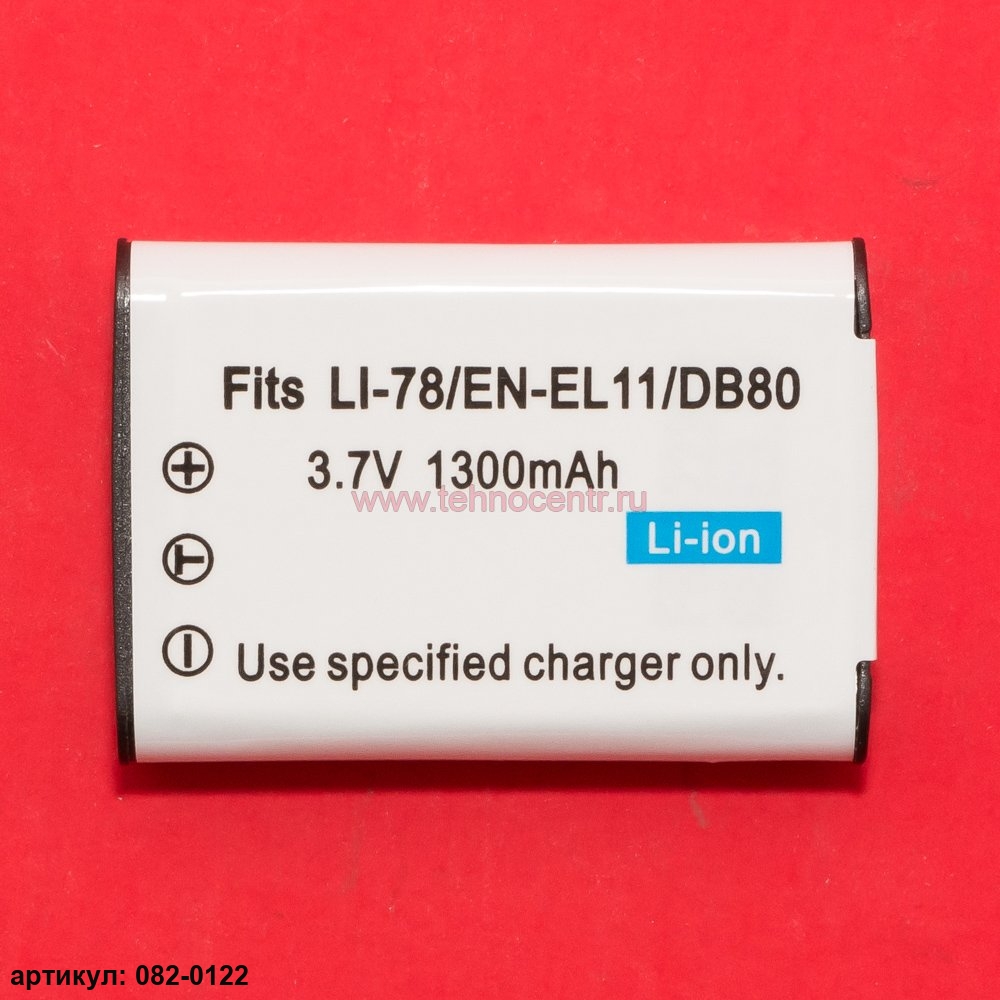 Fits LI-78/EN-EL11/DB80
3.7V 1300mAh
www.tehnocentr.ru
Li-ion
+
T
Use specified charger only.
артикул: 082-0122